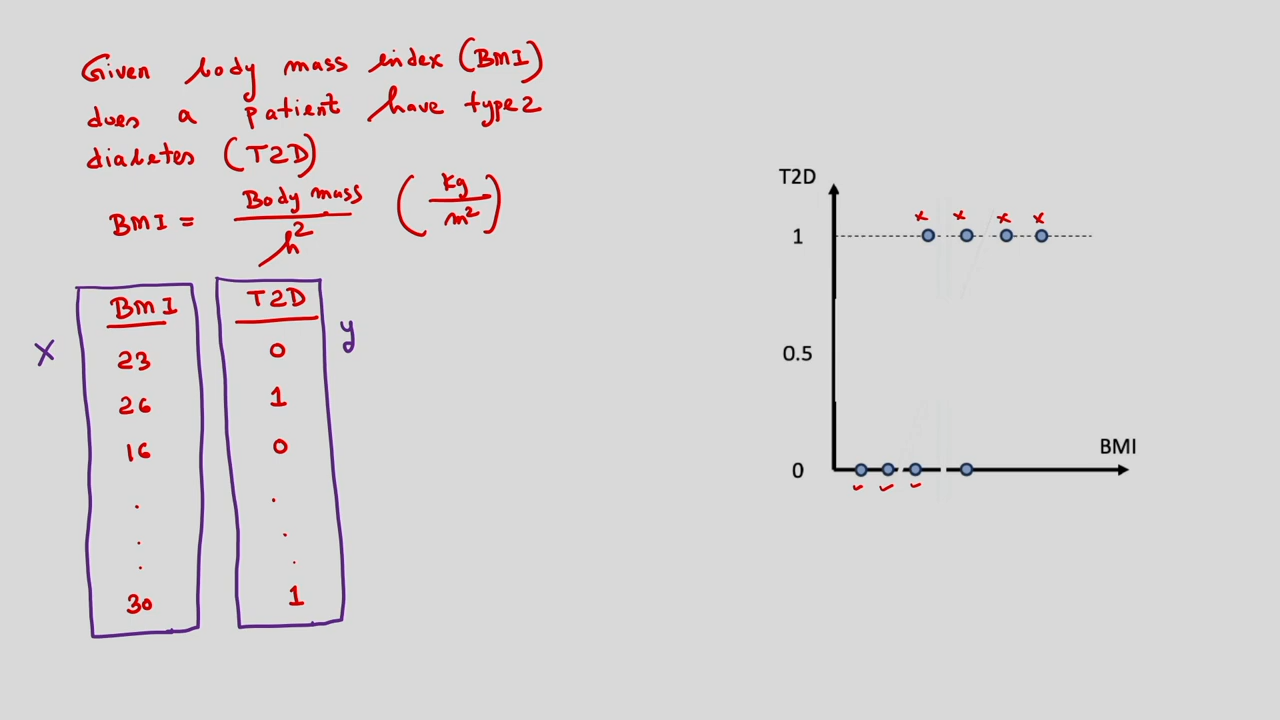 Given body mass index (BMI)
dues a patient have type 2
diabetes (T2D)
BMI = Body mass / h² (kg / m²)
BMI T2D
X y
23 0
26 1
16 0
. .
. .
. .
30 1
T2D
x x x x
1
0.5
BMI
0